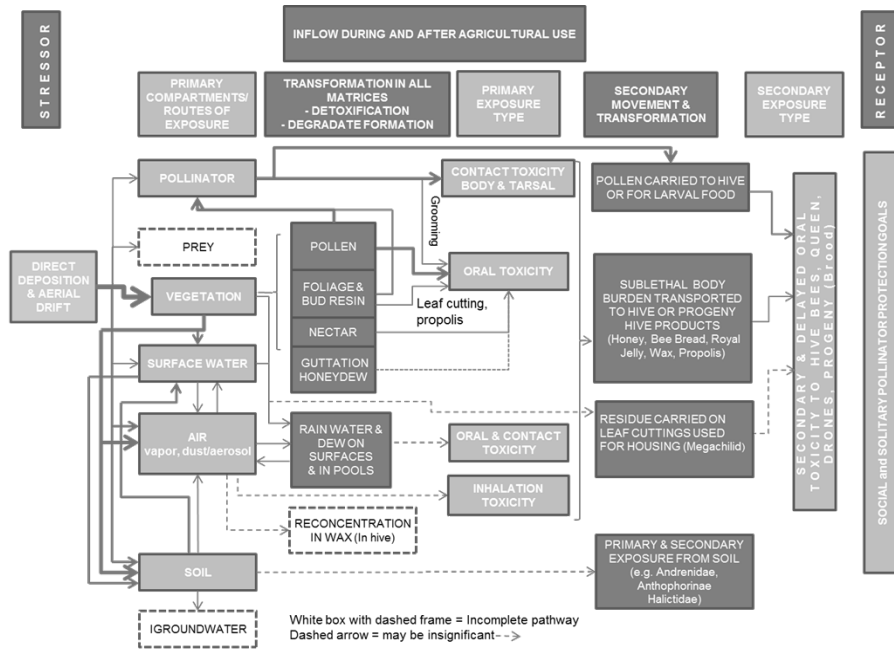 STRESSOR
INFLOW DURING AND AFTER AGRICULTURAL USE
RECEPTOR
PRIMARY
COMPARTMENTS/
ROUTES OF
EXPOSURE
TRANSFORMATION IN ALL
MATRICES
- DETOXIFICATION
- DEGRADATE FORMATION
PRIMARY
EXPOSURE
TYPE
SECONDARY
MOVEMENT &
TRANSFORMATION
SECONDARY
EXPOSURE
TYPE
POLLINATOR
CONTACT TOXICITY
BODY & TARSAL
POLLEN CARRIED TO HIVE
OR FOR LARVAL FOOD
Grooming
PREY
POLLEN
DIRECT
DEPOSITION
& AERIAL
DRIFT
VEGETATION
FOLIAGE &
BUD RESIN
ORAL TOXICITY
Leaf cutting,
propolis
NECTAR
GUTTATION
HONEYDEW
SUBLETHAL BODY
BURDEN TRANSPORTED
TO HIVE OR PROGENY
HIVE PRODUCTS
(Honey, Bee Bread, Royal
Jelly, Wax, Propolis)
SURFACE WATER
AIR
vapor, dust/aerosol
RAIN WATER &
DEW ON
SURFACES
& IN POOLS
ORAL & CONTACT
TOXICITY
RESIDUE CARRIED ON
LEAF CUTTINGS USED
FOR HOUSING (Megachilid)
INHALATION
TOXICITY
RECONCENTRATION
IN WAX (In hive)
SOIL
PRIMARY & SECONDARY
EXPOSURE FROM SOIL
(e.g. Andrenidae,
Anthophorinae
Halictidae)
IGROUNDWATER
White box with dashed frame = Incomplete pathway
Dashed arrow = may be insignificant
SECONDARY & DELAYED ORAL
TOXICITY TO HIVE BEES, QUEEN,
DRONES, PROGENY (Brood)
SOCIAL and SOLITARY POLLINATOR PROTECTION GOALS